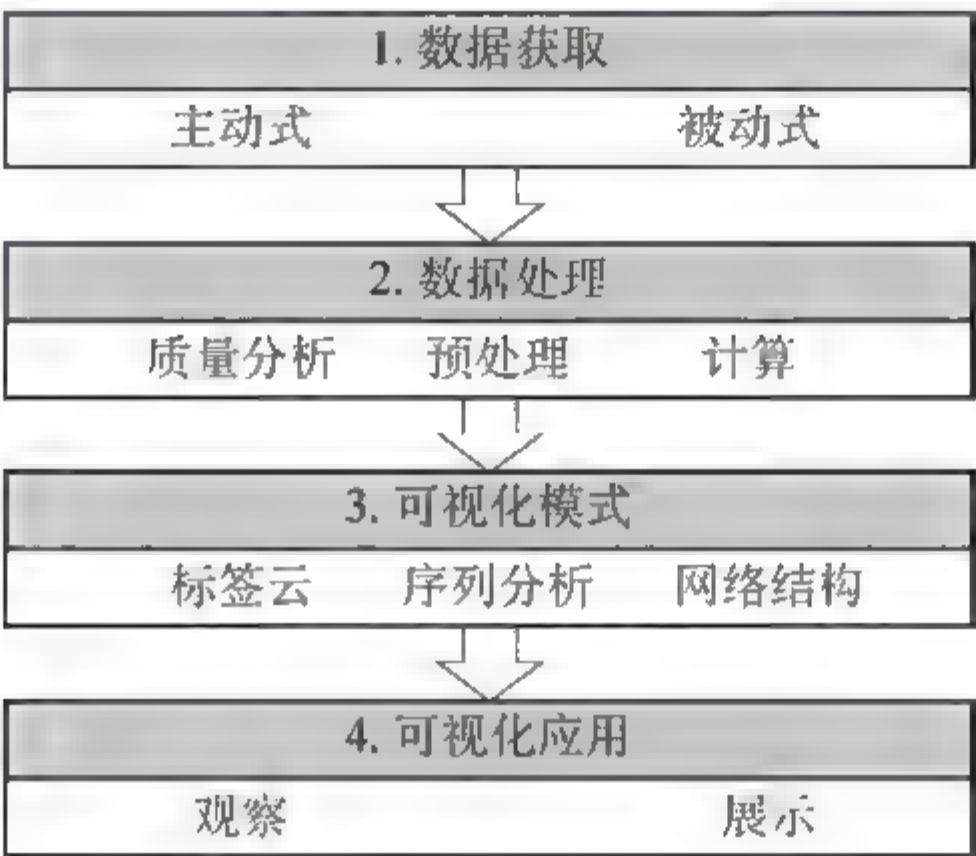 1. 数据获取
主动式 被动式
2. 数据处理
质量分析 预处理 计算
3. 可视化模式
标签云 序列分析 网络结构
4. 可视化应用
观察 展示